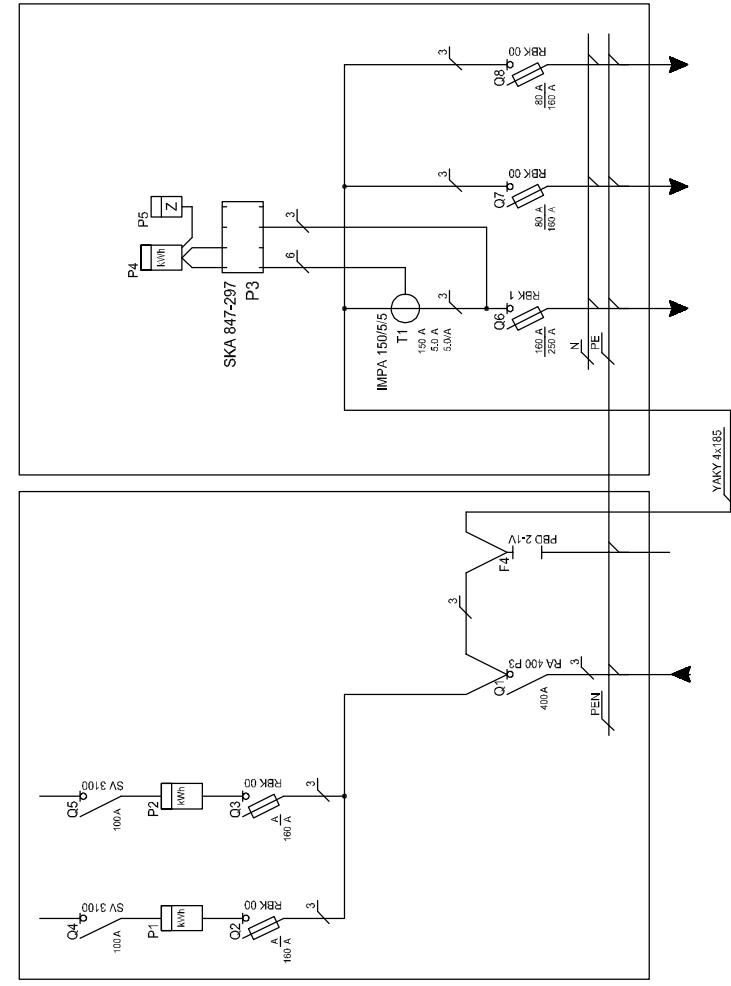 3
RBK 00
Q8
80 A
160 A
3
RBK 00
Q7
80 A
160 A
P5
Z
P4
kWh
3
6
SKA 847-297
P3
IMPA 150/5/5
T1
150 A
5.0 A
5.0/A
3
RBK 1
Q6
160 A
250 A
N
PE
YAKY 4x185
F4
PBD 2-1V
3
Q1
RA 400 P3
400A
3
PEN
Q5
SV 3100
100A
P2
kWh
Q3
RBK 00
A
160 A
3
Q4
SV 3100
100A
P1
kWh
Q2
RBK 00
A
160 A
3